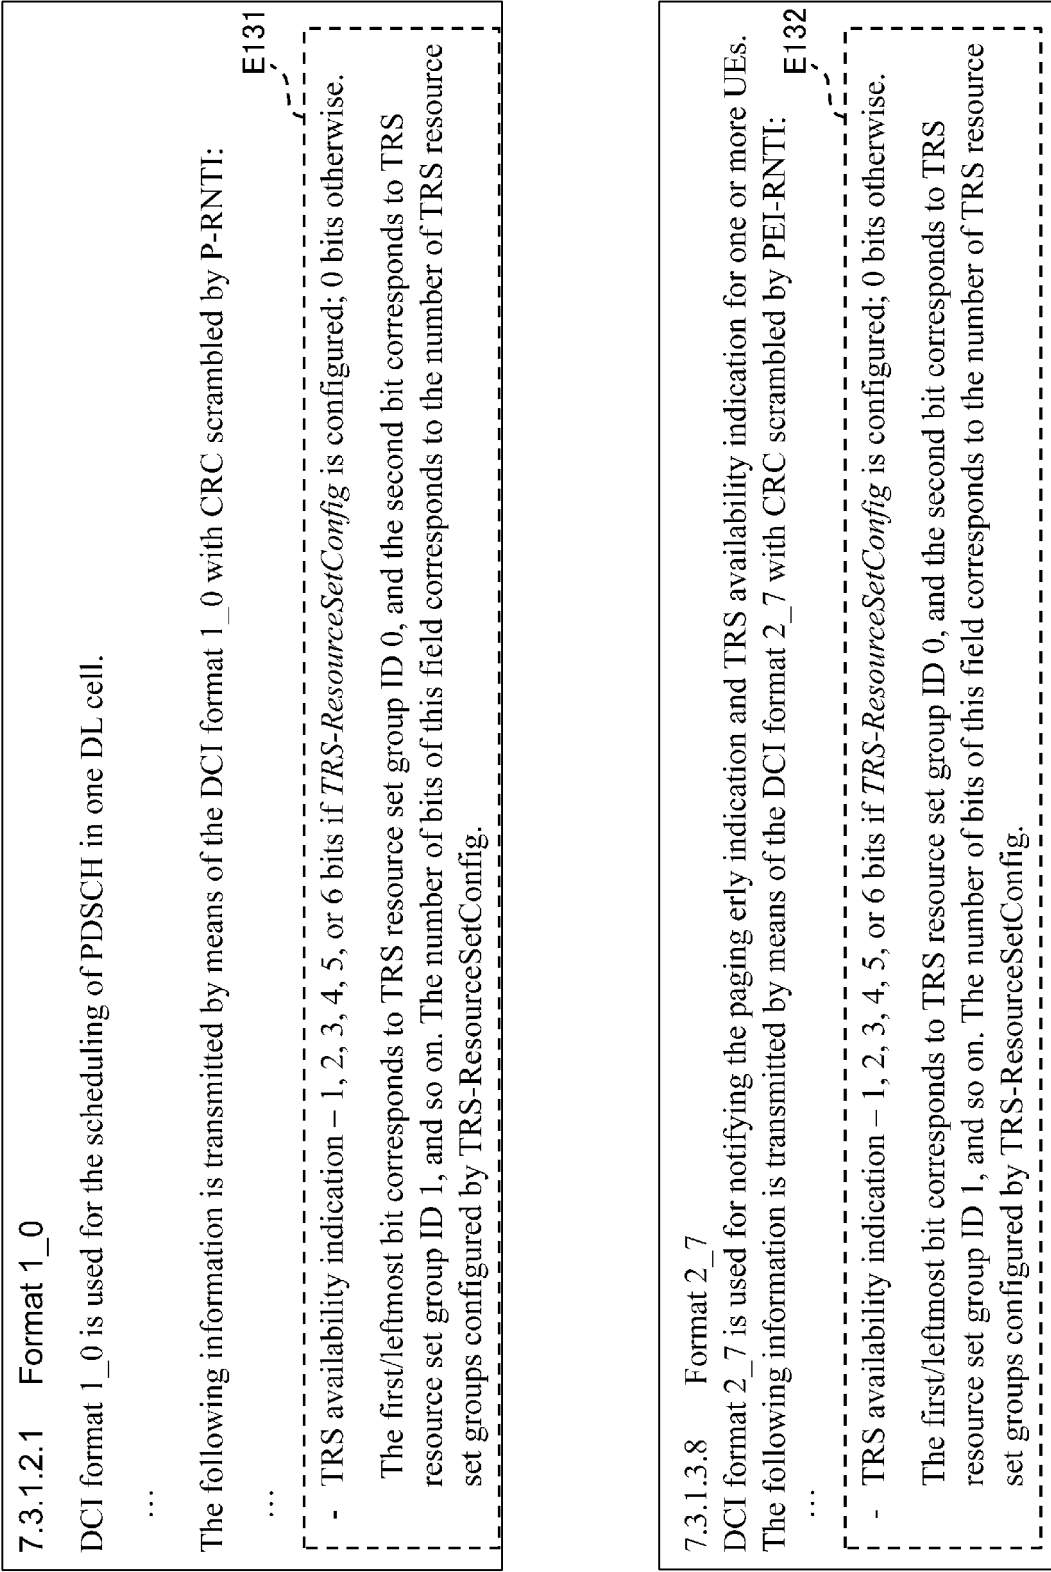 7.3.1.2.1 Format 1_0
DCI format 1_0 is used for the scheduling of PDSCH in one DL cell.
…
The following information is transmitted by means of the DCI format 1_0 with CRC scrambled by P-RNTI:
…
E131
- TRS availability indication – 1, 2, 3, 4, 5, or 6 bits if TRS-ResourceSetConfig is configured; 0 bits otherwise.
The first/leftmost bit corresponds to TRS resource set group ID 0, and the second bit corresponds to TRS
resource set group ID 1, and so on. The number of bits of this field corresponds to the number of TRS resource
set groups configured by TRS-ResourceSetConfig.
7.3.1.3.8 Format 2_7
DCI format 2_7 is used for notifying the paging erly indication and TRS availability indication for one or more UEs.
The following information is transmitted by means of the DCI format 2_7 with CRC scrambled by PEI-RNTI:
…
E132
- TRS availability indication – 1, 2, 3, 4, 5, or 6 bits if TRS-ResourceSetConfig is configured; 0 bits otherwise.
The first/leftmost bit corresponds to TRS resource set group ID 0, and the second bit corresponds to TRS
resource set group ID 1, and so on. The number of bits of this field corresponds to the number of TRS resource
set groups configured by TRS-ResourceSetConfig.